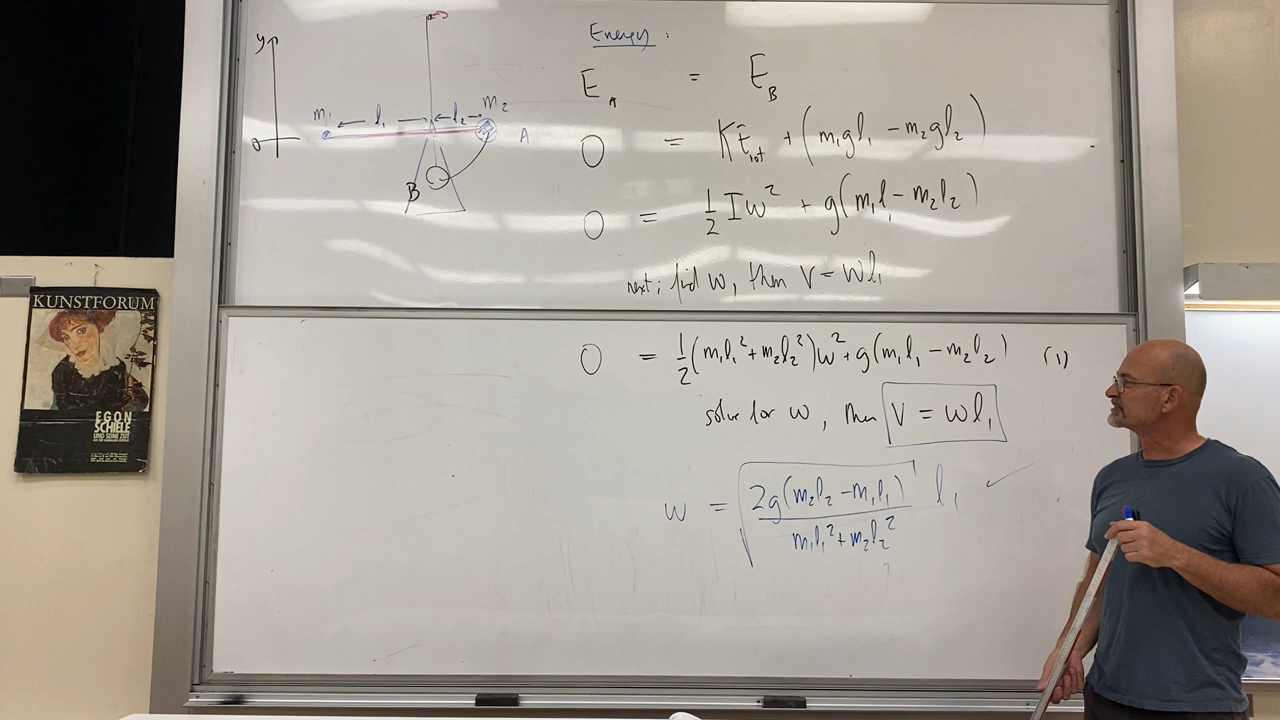 y
0
m₁ l₁ l₂ m₂
A
B
Energy:
E_A = E_B
0 = KE_rot + (m₁gl₁ - m₂gl₂)
0 = 1/2 Iω² + g(m₁l₁ - m₂l₂)
next; find ω, then V = ωl₁
0 = 1/2 (m₁l₁² + m₂l₂²)ω² + g(m₁l₁ - m₂l₂) (1)
solve for ω, then V = ωl₁
ω = √(2g(m₂l₂ - m₁l₁) / (m₁l₁² + m₂l₂²)) l₁ ✓
?
KUNSTFORUM
EGON
SCHIELE
UND SEINE ZEIT